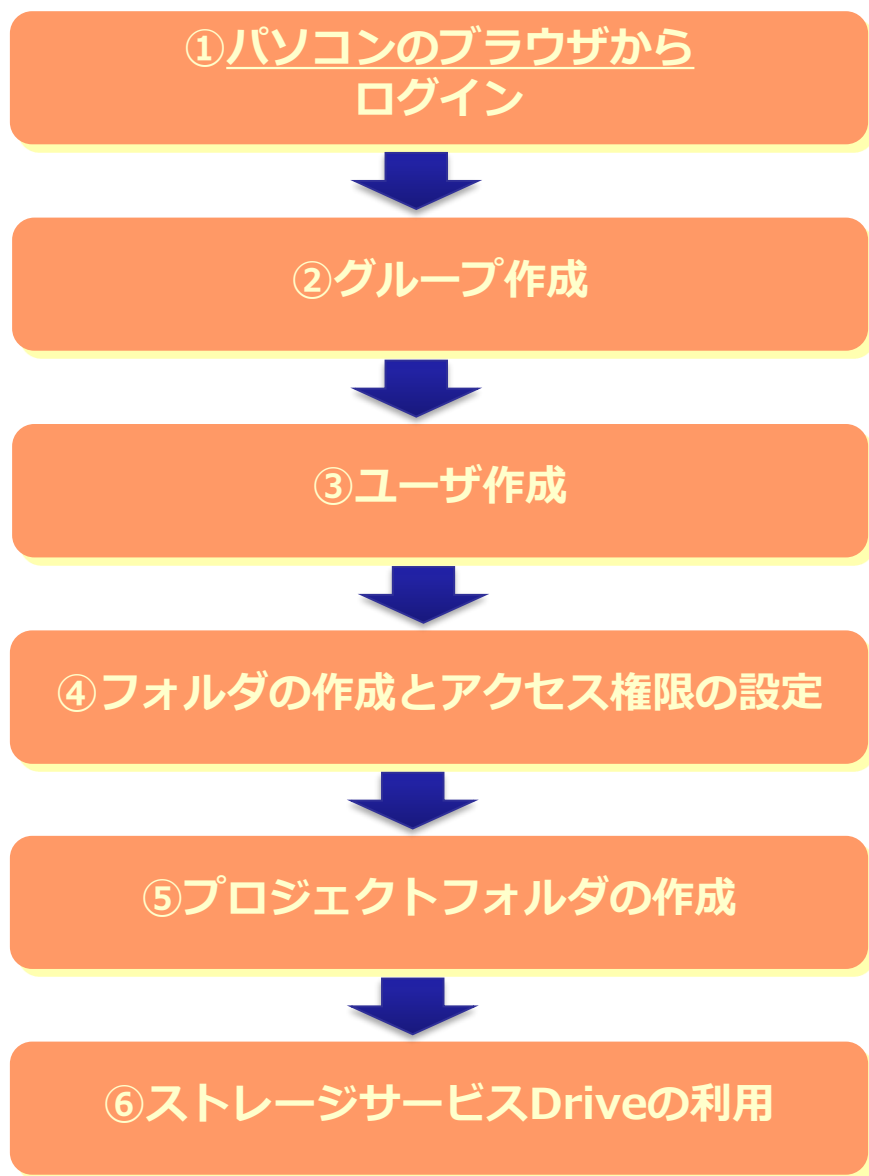 ①パソコンのブラウザから
ログイン
②グループ作成
③ユーザ作成
④フォルダの作成とアクセス権限の設定
⑤プロジェクトフォルダの作成
⑥ストレージサービスDriveの利用